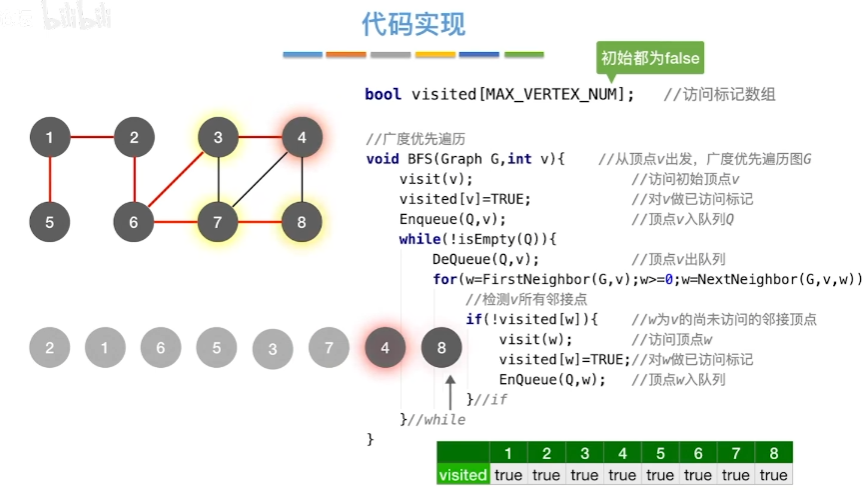 bilibili
代码实现
初始都为false
bool visited[MAX_VERTEX_NUM]; //访问标记数组
//广度优先遍历
void BFS(Graph G,int v){ //从顶点v出发，广度优先遍历图G
visit(v); //访问初始顶点v
visited[v]=TRUE; //对v做已访问标记
Enqueue(Q,v); //顶点v入队列Q
while(!isEmpty(Q)){
DeQueue(Q,v); //顶点v出队列
for(w=FirstNeighbor(G,v);w>=0;w=NextNeighbor(G,v,w))
//检测v所有邻接点
if(!visited[w]){ //w为v的尚未访问的邻接顶点
visit(w); //访问顶点w
visited[w]=TRUE;//对w做已访问标记
EnQueue(Q,w); //顶点w入队列
}//if
}//while
}
1 2 3 4
5 6 7 8
2 1 6 5 3 7 4 8
1 2 3 4 5 6 7 8
visited true true true true true true true true